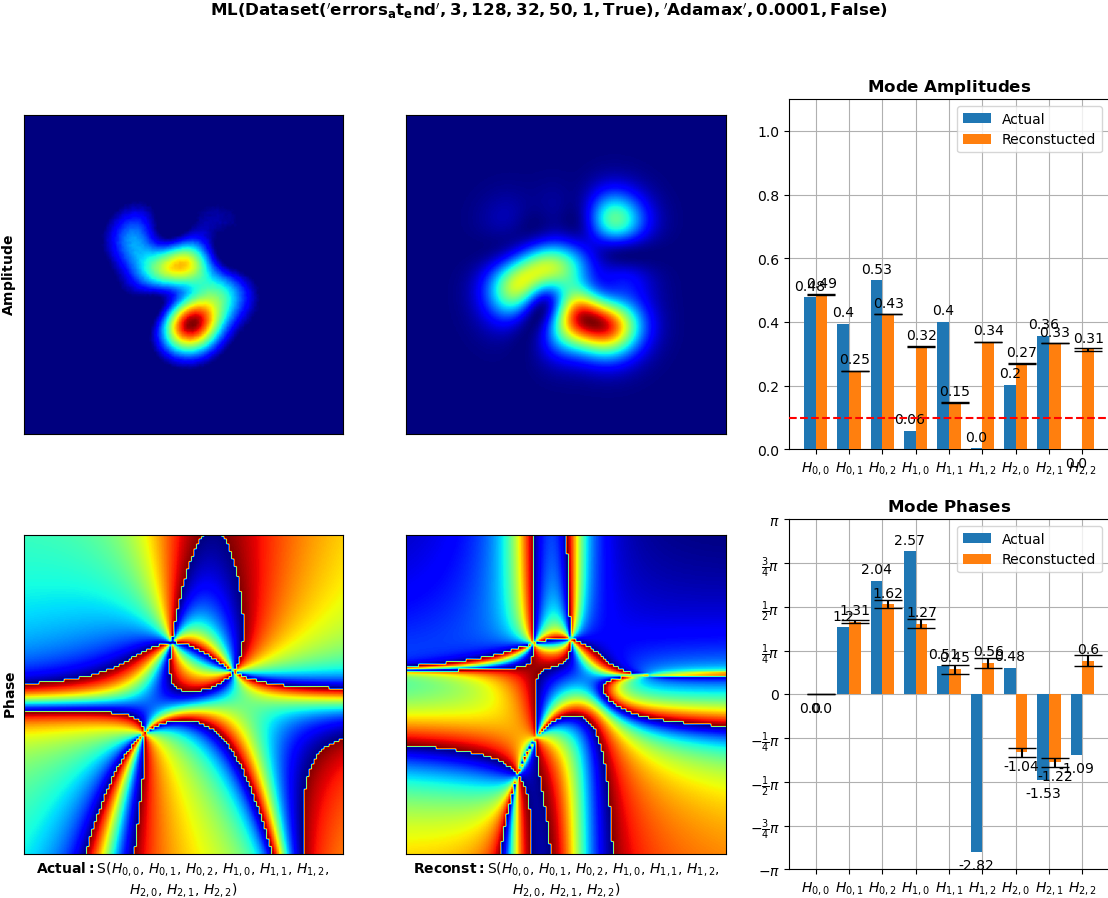 ML(Dataset('errors_at_end', 3, 128, 32, 50, 1, True), 'Adamax', 0.0001, False)
Amplitude
Mode Amplitudes
Actual
Reconstucted
1.0
0.8
0.6
0.4
0.2
0.0
0.48
0.49
0.4
0.25
0.53
0.43
0.06
0.32
0.4
0.15
0.0
0.34
0.2
0.27
0.36
0.33
0.0
0.31
H0,0 H0,1 H0,2 H1,0 H1,1 H1,2 H2,0 H2,1 H2,2
Phase
Actual: S(H0,0, H0,1, H0,2, H1,0, H1,1, H1,2,
H2,0, H2,1, H2,2)
Reconst: S(H0,0, H0,1, H0,2, H1,0, H1,1, H1,2,
H2,0, H2,1, H2,2)
Mode Phases
Actual
Reconstucted
π
3/4π
1/2π
1/4π
0
−1/4π
−1/2π
−3/4π
−π
0.0
0.0
1.2
1.31
2.04
1.62
2.57
1.27
0.51
0.45
-2.82
0.56
0.48
-1.04
-1.53
-1.22
-1.09
0.6
H0,0 H0,1 H0,2 H1,0 H1,1 H1,2 H2,0 H2,1 H2,2